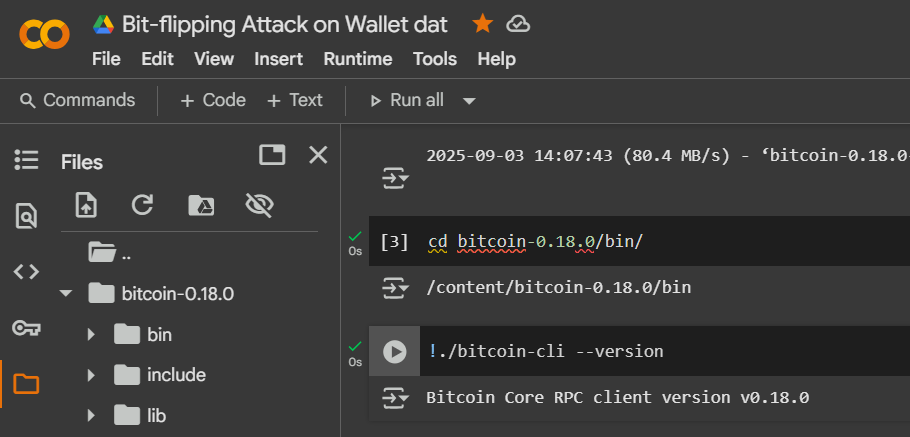 Bit-flipping Attack on Wallet dat
File Edit View Insert Runtime Tools Help
Commands + Code + Text Run all
Files
..
bitcoin-0.18.0
bin
include
lib
2025-09-03 14:07:43 (80.4 MB/s) - ‘bitcoin-0.18.0-
0s
[3] cd bitcoin-0.18.0/bin/
/content/bitcoin-0.18.0/bin
0s
!./bitcoin-cli --version
Bitcoin Core RPC client version v0.18.0